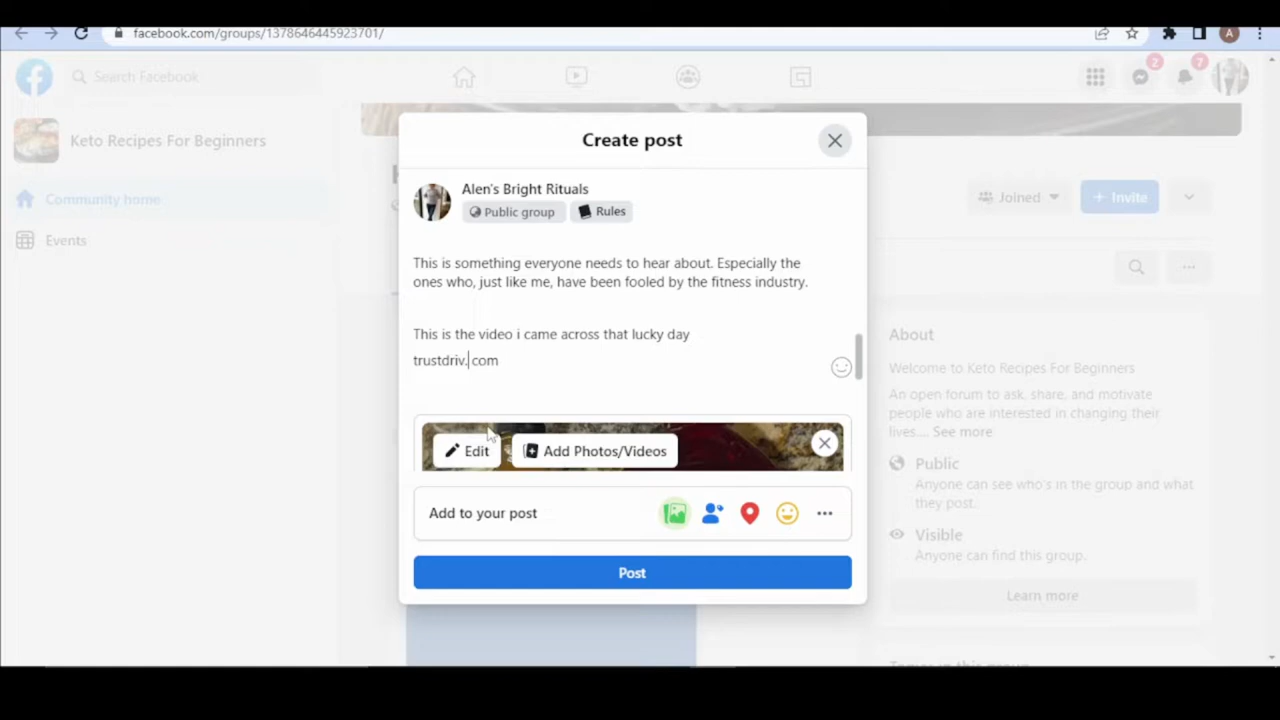 facebook.com/groups/1378646445923701/
Search Facebook
2
7
A
Keto Recipes For Beginners
Community home
Events
Create post
Alen's Bright Rituals
Public group
Rules
This is something everyone needs to hear about. Especially the
ones who, just like me, have been fooled by the fitness industry.
This is the video i came across that lucky day
trustdriv. com
Edit
Add Photos/Videos
Add to your post
Post
Joined
+ Invite
About
Welcome to Keto Recipes For Beginners
An open forum to ask, share, and motivate
people who are interested in changing their
lives.... See more
Public
Anyone can see who's in the group and what
they post.
Visible
Anyone can find this group.
Learn more